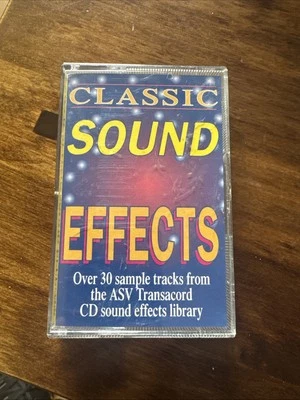 CLASSIC
SOUND
EFFECTS
Over 30 sample tracks from
the ASV Transacord
CD sound effects library